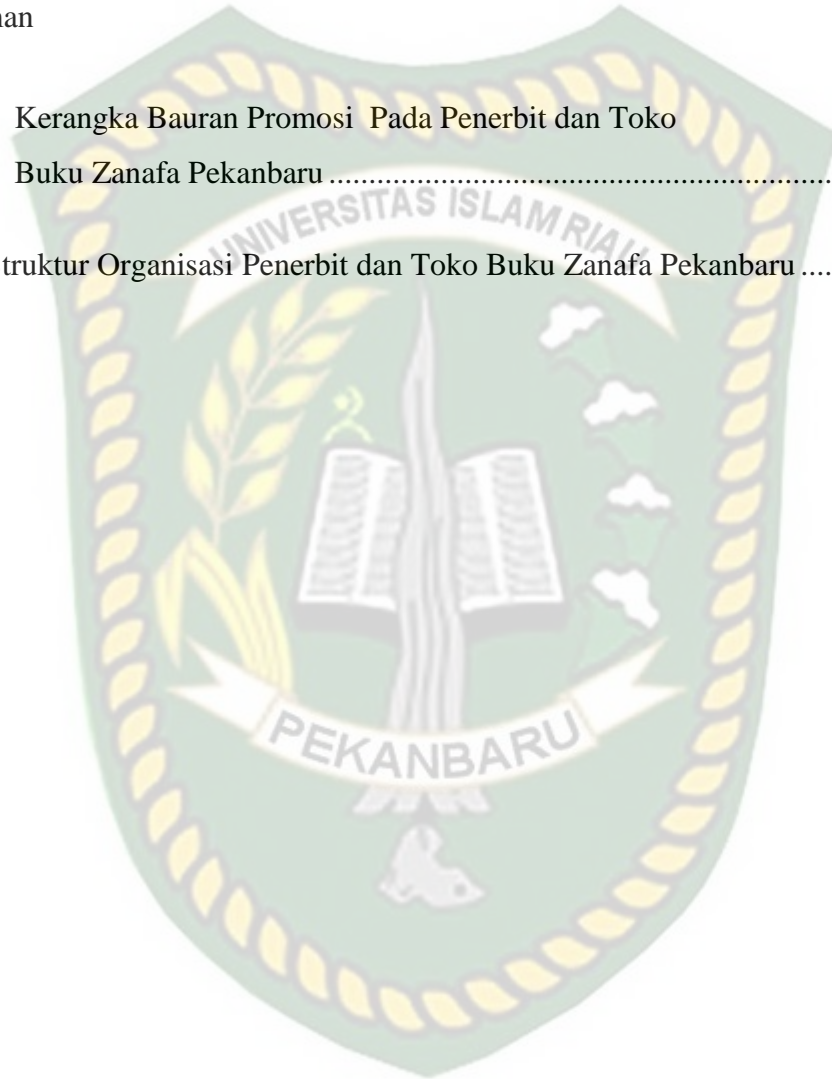 nan
Kerangka Bauran Promosi Pada Penerbit dan Toko
Buku Zanafa Pekanbaru ................................................................
UNIVERSITAS ISLAM RIAU
truktur Organisasi Penerbit dan Toko Buku Zanafa Pekanbaru ....
PEKANBARU